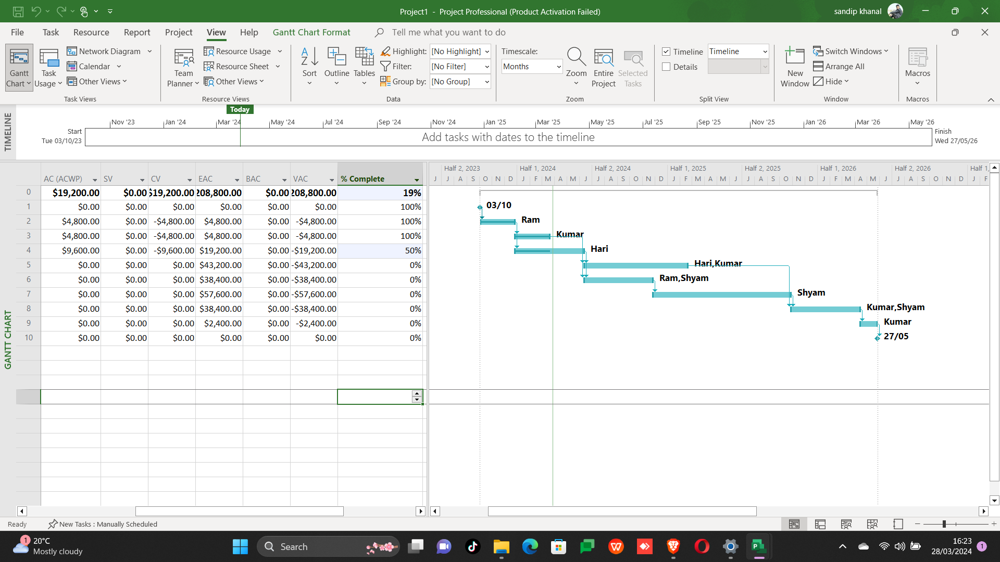 Project1 - Project Professional (Product Activation Failed)
sandip khanal
File Task Resource Report Project View Help Gantt Chart Format Tell me what you want to do
Gantt Chart
Task Usage
Network Diagram
Calendar
Other Views
Task Views
Team Planner
Resource Usage
Resource Sheet
Other Views
Resource Views
Sort
Outline
Tables
Highlight: [No Highlight]
Filter: [No Filter]
Group by: [No Group]
Data
Timescale:
Months
Zoom
Entire Project
Selected Tasks
Zoom
Timeline Timeline
Details
Split View
New Window
Switch Windows
Arrange All
Hide
Window
Macros
Macros
TIMELINE
Today
Nov '23 Jan '24 Mar '24 May '24 Jul '24 Sep '24 Nov '24 Jan '25 Mar '25 May '25 Jul '25 Sep '25 Nov '25 Jan '26 Mar '26 May '26
Start
Tue 03/10/23
Add tasks with dates to the timeline
Finish
Wed 27/05/26
GANTT CHART
AC (ACWP) SV CV EAC BAC VAC % Complete
0 $19,200.00 $0.00 $19,200.00 208,800.00 $0.00 208,800.00 19%
1 $0.00 $0.00 $0.00 $0.00 $0.00 $0.00 100%
2 $4,800.00 $0.00 -$4,800.00 $4,800.00 $0.00 -$4,800.00 100%
3 $4,800.00 $0.00 -$4,800.00 $4,800.00 $0.00 -$4,800.00 100%
4 $9,600.00 $0.00 -$9,600.00 $19,200.00 $0.00 -$19,200.00 50%
5 $0.00 $0.00 $0.00 $43,200.00 $0.00 -$43,200.00 0%
6 $0.00 $0.00 $0.00 $38,400.00 $0.00 -$38,400.00 0%
7 $0.00 $0.00 $0.00 $57,600.00 $0.00 -$57,600.00 0%
8 $0.00 $0.00 $0.00 $38,400.00 $0.00 -$38,400.00 0%
9 $0.00 $0.00 $0.00 $2,400.00 $0.00 -$2,400.00 0%
10 $0.00 $0.00 $0.00 $0.00 $0.00 $0.00 0%
Half 2, 2023 Half 1, 2024 Half 2, 2024 Half 1, 2025 Half 2, 2025 Half 1, 2026 Half 2, 2026 Half 1,
J J A S O N D J F M A M J J A S O N D J F M A M J J A S O N D J F M A M J J A S O N D J F
03/10
Ram
Kumar
Hari
Hari,Kumar
Ram,Shyam
Shyam
Kumar,Shyam
Kumar
27/05
Ready New Tasks : Manually Scheduled
1
20°C
Mostly cloudy
Search
16:23
28/03/2024
1